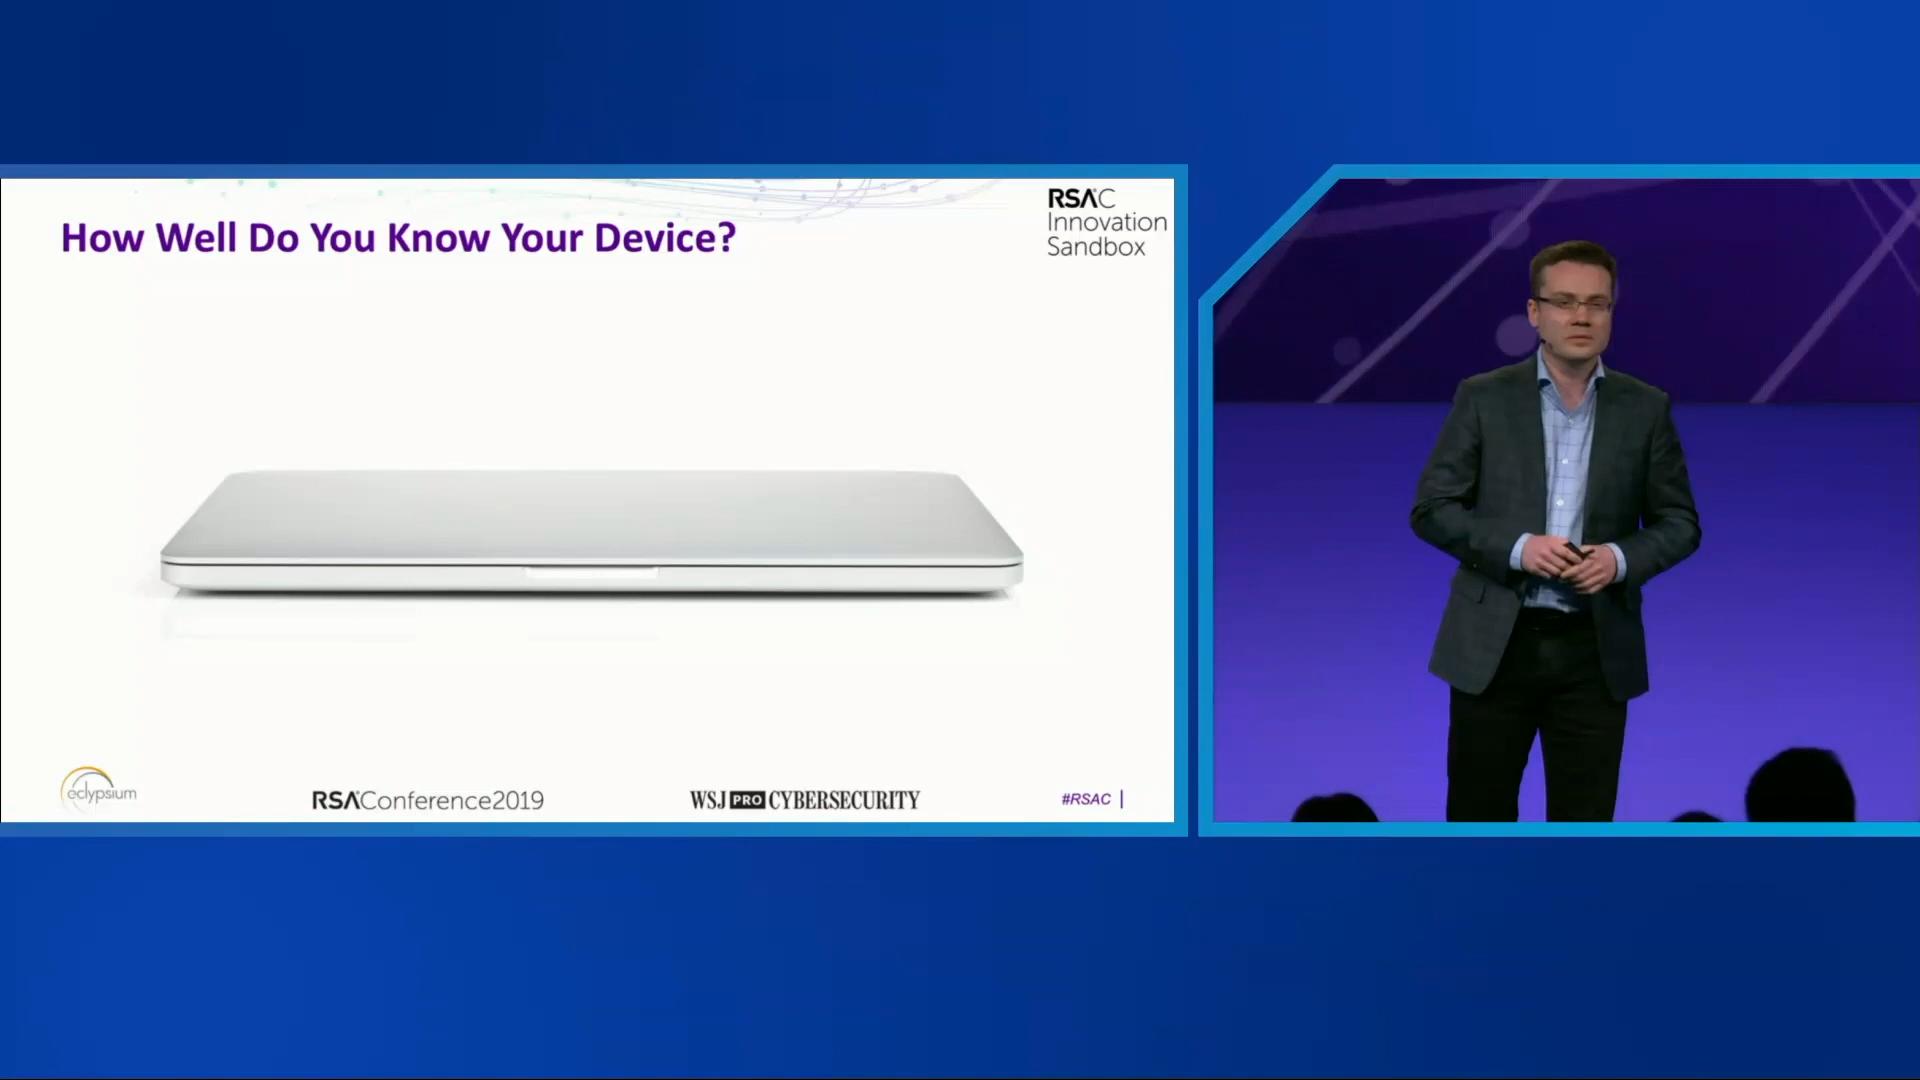 How Well Do You Know Your Device?
RSAC
Innovation
Sandbox
eclypsium
RSAConference2019
WSJ PRO CYBERSECURITY
#RSAC